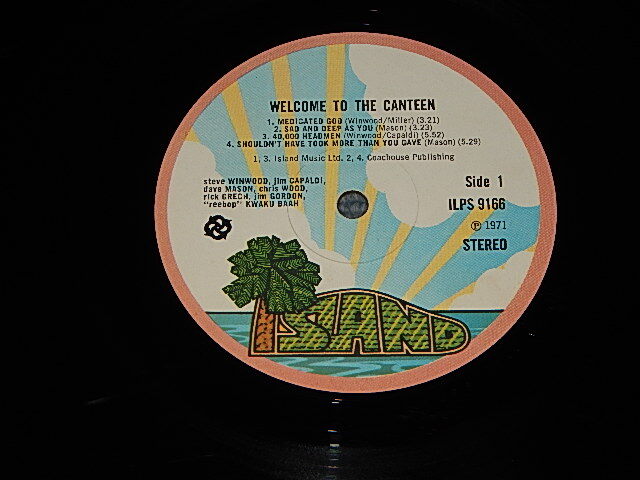 WELCOME TO THE CANTEEN
1. MEDICATED GOO (Winwood/Miller) (3.21)
2. SAD AND DEEP AS YOU (Mason) (3.23)
3. 40,000 HEADMEN (Winwood/Capaldi) (5.52)
4. SHOULDN'T HAVE TOOK MORE THAN YOU GAVE (Mason) (5.29)
1, 3. Island Music Ltd. 2, 4. Coachouse Publishing
steve WINWOOD, jim CAPALDI,
dave MASON, chris WOOD,
rick GRECH, jim GORDON,
"reebop" KWAKU BAAH
Side 1
ILPS 9166
℗ 1971
STEREO
ISLAND